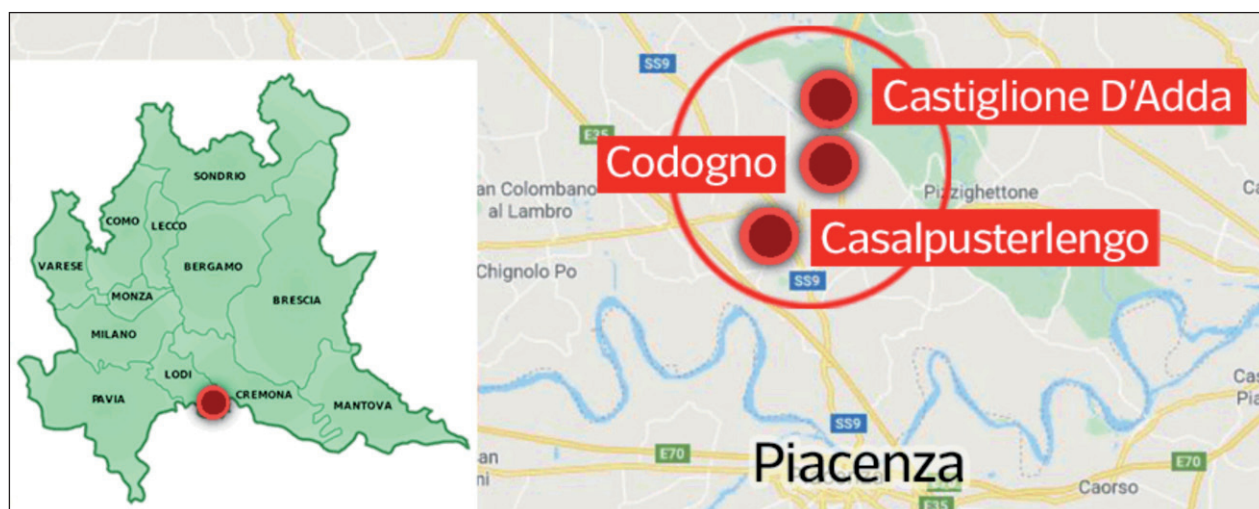 SONDRIO
COMO
LECCO
VARESE
BERGAMO
MONZA
BRESCIA
MILANO
LODI
PAVIA
CREMONA
MANTOVA
SS9
Castiglione D'Adda
E35
Codogno
an Colombano
al Lambro
Pizzighettone
Casalpusterlengo
Chignolo Po
SS9
SS9
Piacenza
E70
E70
Caorso
E35